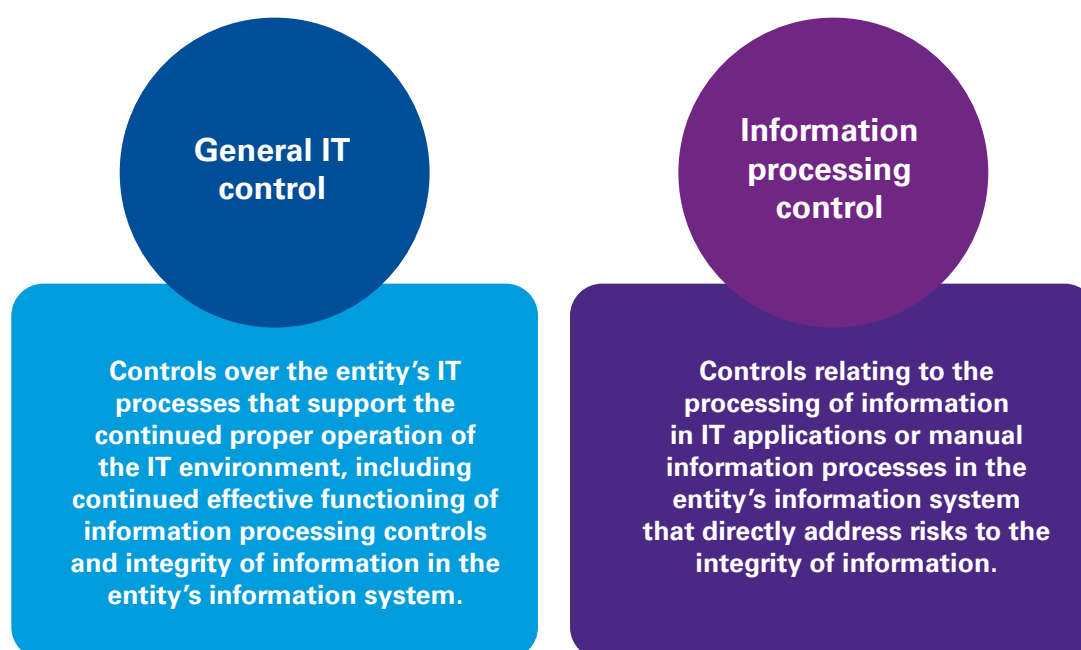 General IT
control
Controls over the entity’s IT
processes that support the
continued proper operation of
the IT environment, including
continued effective functioning of
information processing controls
and integrity of information in the
entity’s information system.
Information
processing
control
Controls relating to the
processing of information
in IT applications or manual
information processes in the
entity’s information system
that directly address risks to the
integrity of information.